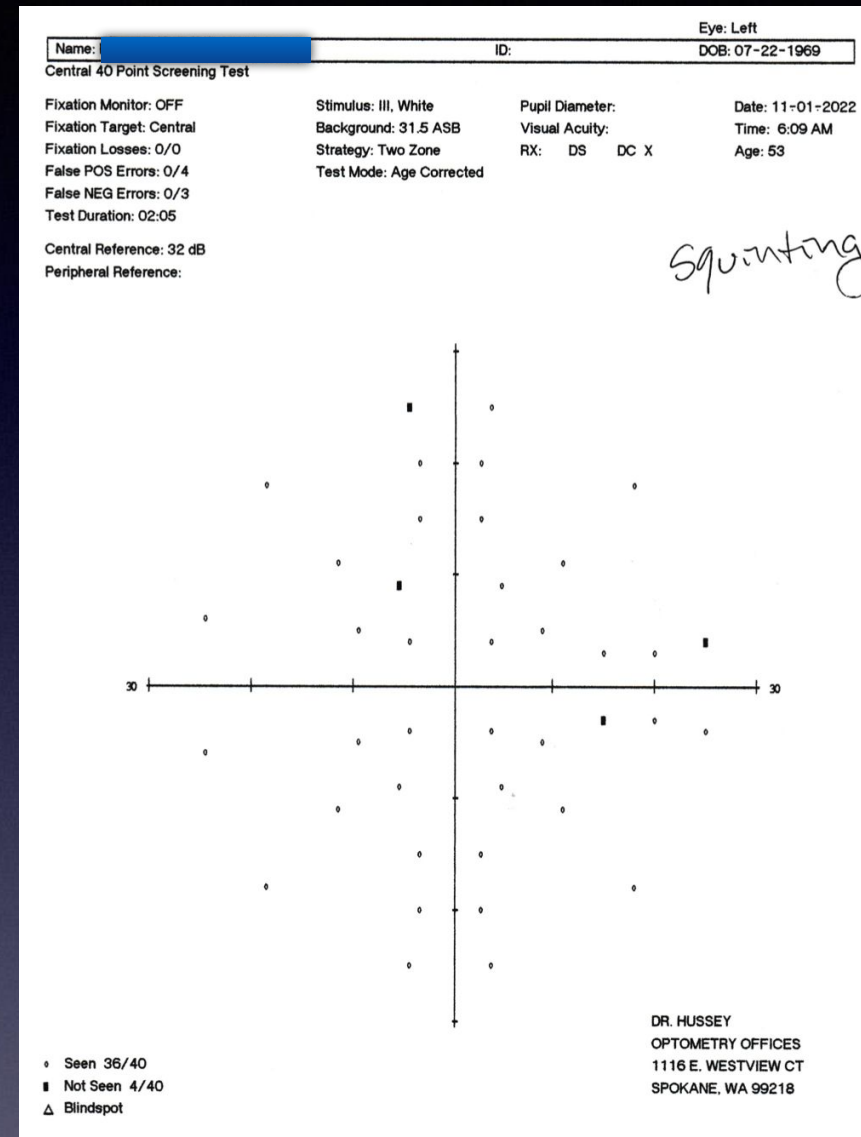 Eye: Left
Name:
ID:
DOB: 07-22-1969
Central 40 Point Screening Test
Fixation Monitor: OFF
Fixation Target: Central
Fixation Losses: 0/0
False POS Errors: 0/4
False NEG Errors: 0/3
Test Duration: 02:05
Central Reference: 32 dB
Peripheral Reference:
Stimulus: III, White
Background: 31.5 ASB
Strategy: Two Zone
Test Mode: Age Corrected
Pupil Diameter:
Visual Acuity:
RX: DS DC X
Date: 11-01-2022
Time: 6:09 AM
Age: 53
Squinting
30
30
Seen 36/40
Not Seen 4/40
Blindspot
DR. HUSSEY
OPTOMETRY OFFICES
1116 E. WESTVIEW CT
SPOKANE, WA 99218